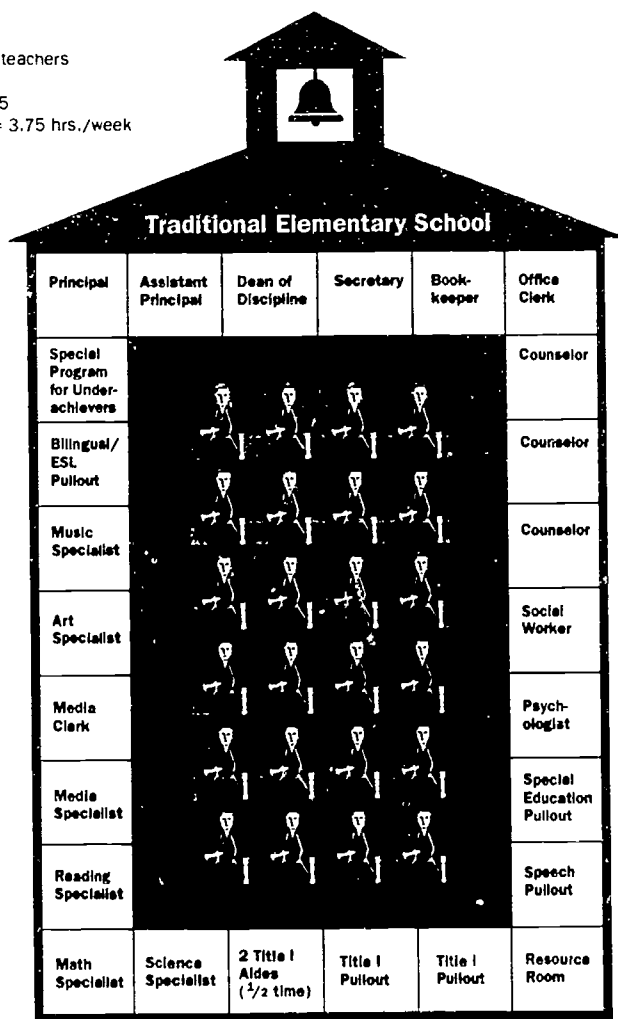 teachers
5
= 3.75 hrs./week
Traditional Elementary School
Principal
Assistant
Principal
Dean of
Discipline
Secretary
Book-
keeper
Office
Clerk
Special
Program
for Under-
achievers
Counselor
Bilingual/
ESL
Pullout
Counselor
Music
Specialist
Counselor
Art
Specialist
Social
Worker
Media
Clerk
Psych-
ologist
Media
Specialist
Special
Education
Pullout
Reading
Specialist
Speech
Pullout
Math
Specialist
Science
Specialist
2 Title I
Aides
(1/2 time)
Title I
Pullout
Title I
Pullout
Resource
Room